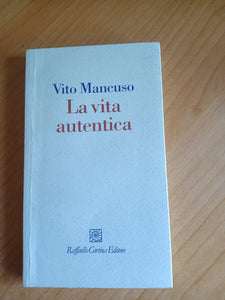 Vito Mancuso
La vita
autentica
Raffaello Cortina Editore